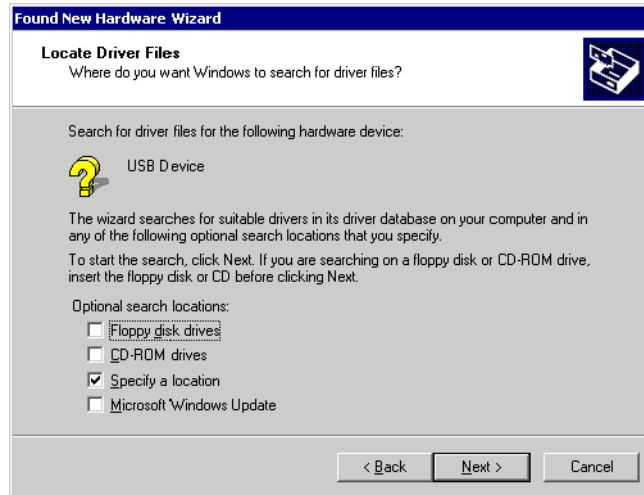 Found New Hardware Wizard
Locate Driver Files
Where do you want Windows to search for driver files?
Search for driver files for the following hardware device:
USB Device
The wizard searches for suitable drivers in its driver database on your computer and in
any of the following optional search locations that you specify.
To start the search, click Next. If you are searching on a floppy disk or CD-ROM drive,
insert the floppy disk or CD before clicking Next.
Optional search locations:
Floppy disk drives
CD-ROM drives
Specify a location
Microsoft Windows Update
< Back Next > Cancel